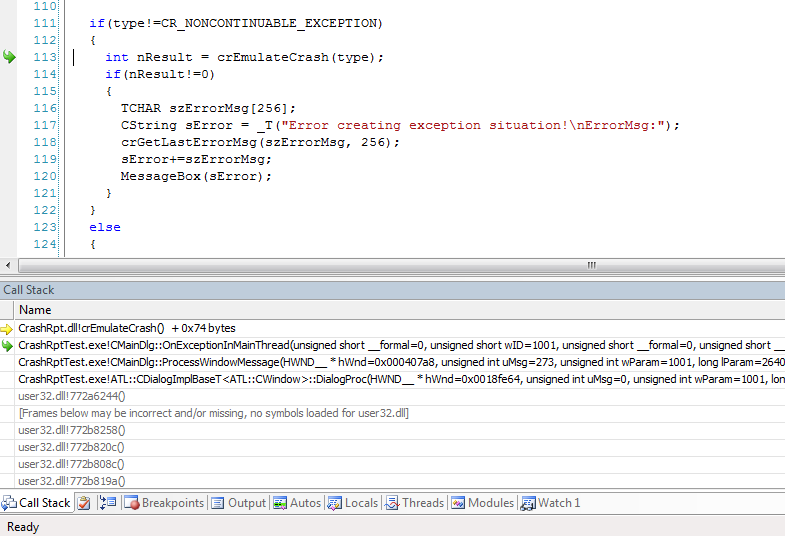 110
111 if(type!=CR_NONCONTINUABLE_EXCEPTION)
112 {
113 int nResult = crEmulateCrash(type);
114 if(nResult!=0)
115 {
116 TCHAR szErrorMsg[256];
117 CString sError = _T("Error creating exception situation!\nErrorMsg:");
118 crGetLastErrorMsg(szErrorMsg, 256);
119 sError+=szErrorMsg;
120 MessageBox(sError);
121 }
122 }
123 else
124 {
Call Stack
Name
CrashRpt.dll!crEmulateCrash() + 0x74 bytes
CrashRptTest.exe!CMainDlg::OnExceptionInMainThread(unsigned short __formal=0, unsigned short wID=1001, unsigned short __formal=0, unsigned short __
CrashRptTest.exe!CMainDlg::ProcessWindowMessage(HWND__ * hWnd=0x000407a8, unsigned int uMsg=273, unsigned int wParam=1001, long lParam=2640
CrashRptTest.exe!ATL::CDialogImplBaseT<ATL::CWindow>::DialogProc(HWND__ * hWnd=0x0018fe64, unsigned int uMsg=0, unsigned int wParam=1001, lon
user32.dll!772a6244()
[Frames below may be incorrect and/or missing, no symbols loaded for user32.dll]
user32.dll!772b8258()
user32.dll!772b820c()
user32.dll!772b808c()
user32.dll!772b819a()
Call Stack Breakpoints Output Autos Locals Threads Modules Watch 1
Ready